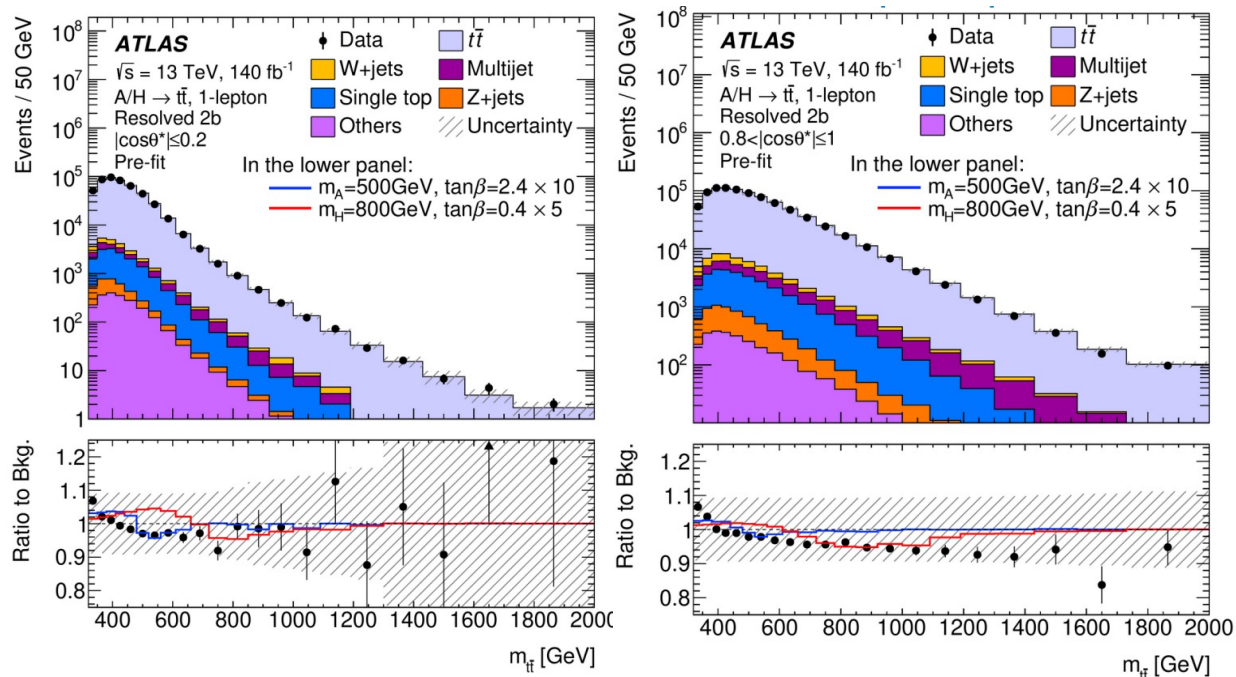 Events / 50 GeV
10⁸
10⁷
10⁶
10⁵
10⁴
10³
10²
10
1
ATLAS
√s = 13 TeV, 140 fb⁻¹
A/H → tt̄, 1-lepton
Resolved 2b
|cosθ*|≤0.2
Pre-fit
Data
tt̄
W+jets
Multijet
Single top
Z+jets
Others
Uncertainty
In the lower panel:
m_A=500GeV, tanβ=2.4 × 10
m_H=800GeV, tanβ=0.4 × 5
Ratio to Bkg.
1.2
1.1
1
0.9
0.8
400 600 800 1000 1200 1400 1600 1800 2000
m_tt̄ [GeV]
Events / 50 GeV
10⁸
10⁷
10⁶
10⁵
10⁴
10³
10²
ATLAS
√s = 13 TeV, 140 fb⁻¹
A/H → tt̄, 1-lepton
Resolved 2b
0.8<|cosθ*|≤1
Pre-fit
Data
tt̄
W+jets
Multijet
Single top
Z+jets
Others
Uncertainty
In the lower panel:
m_A=500GeV, tanβ=2.4 × 10
m_H=800GeV, tanβ=0.4 × 5
Ratio to Bkg.
1.2
1.1
1
0.9
0.8
400 600 800 1000 1200 1400 1600 1800 2000
m_tt̄ [GeV]